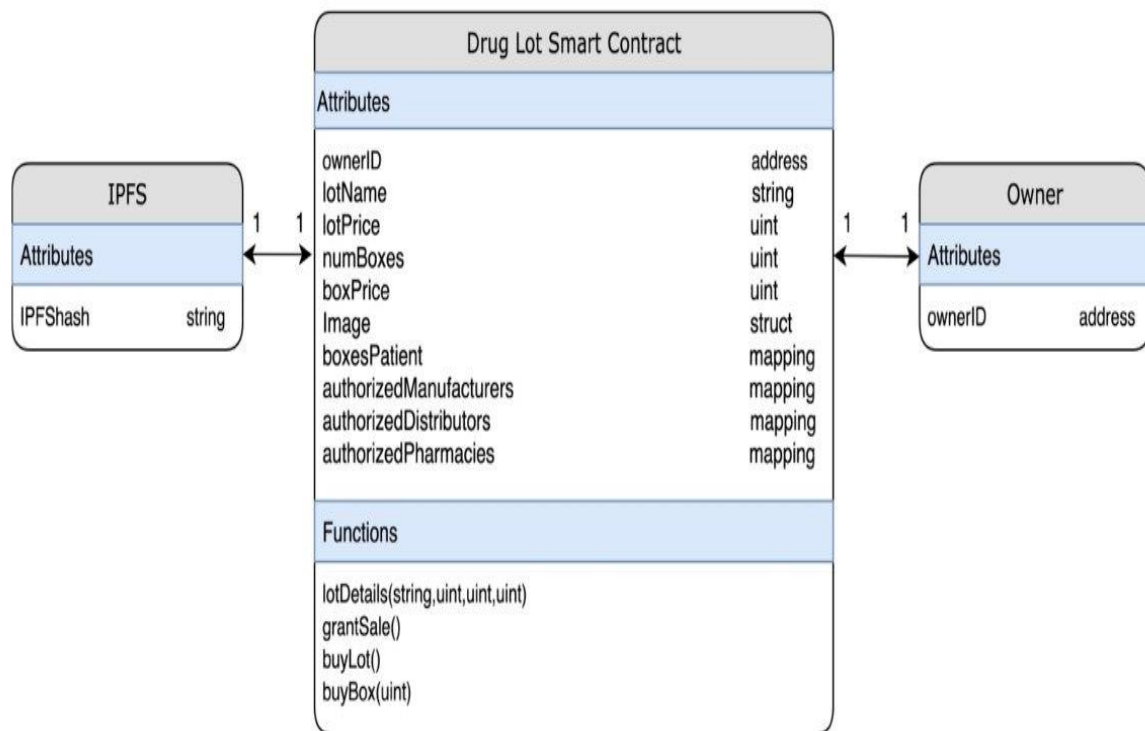 Drug Lot Smart Contract
Attributes
ownerID address
lotName string
lotPrice uint
numBoxes uint
boxPrice uint
Image struct
boxesPatient mapping
authorizedManufacturers mapping
authorizedDistributors mapping
authorizedPharmacies mapping
Functions
lotDetails(string,uint,uint,uint)
grantSale()
buyLot()
buyBox(uint)
IPFS
Attributes
IPFShash string
1 1
1 1
Owner
Attributes
ownerID address